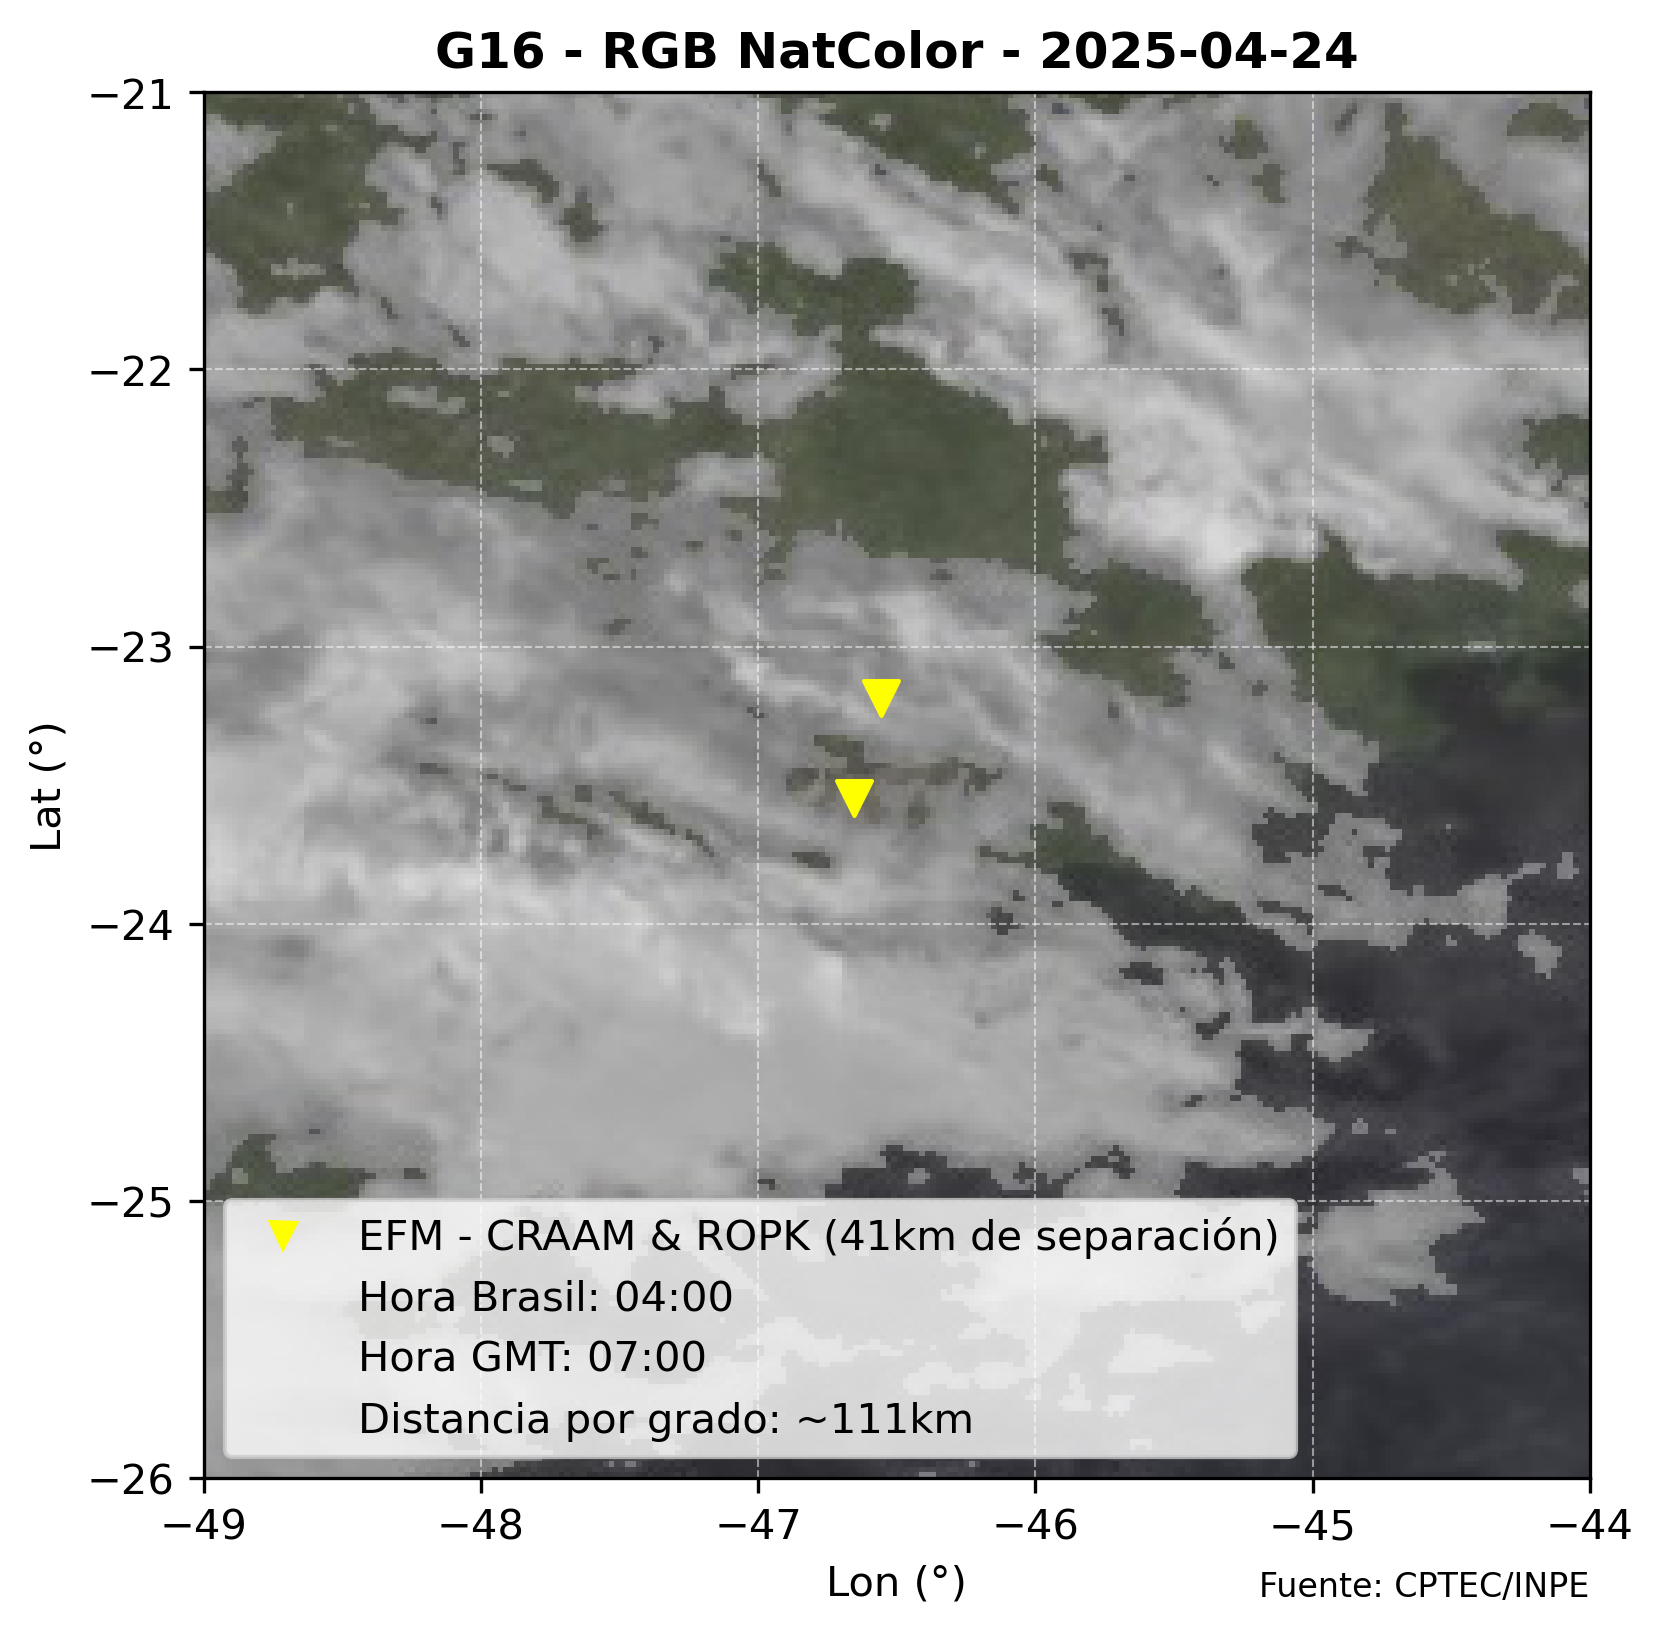 G16 - RGB NatColor - 2025-04-24
−21
−22
−23
−24
−25
−26
Lat (°)
EFM - CRAAM & ROPK (41km de separación)
Hora Brasil: 04:00
Hora GMT: 07:00
Distancia por grado: ~111km
−49 −48 −47 −46 −45 −44
Lon (°)
Fuente: CPTEC/INPE